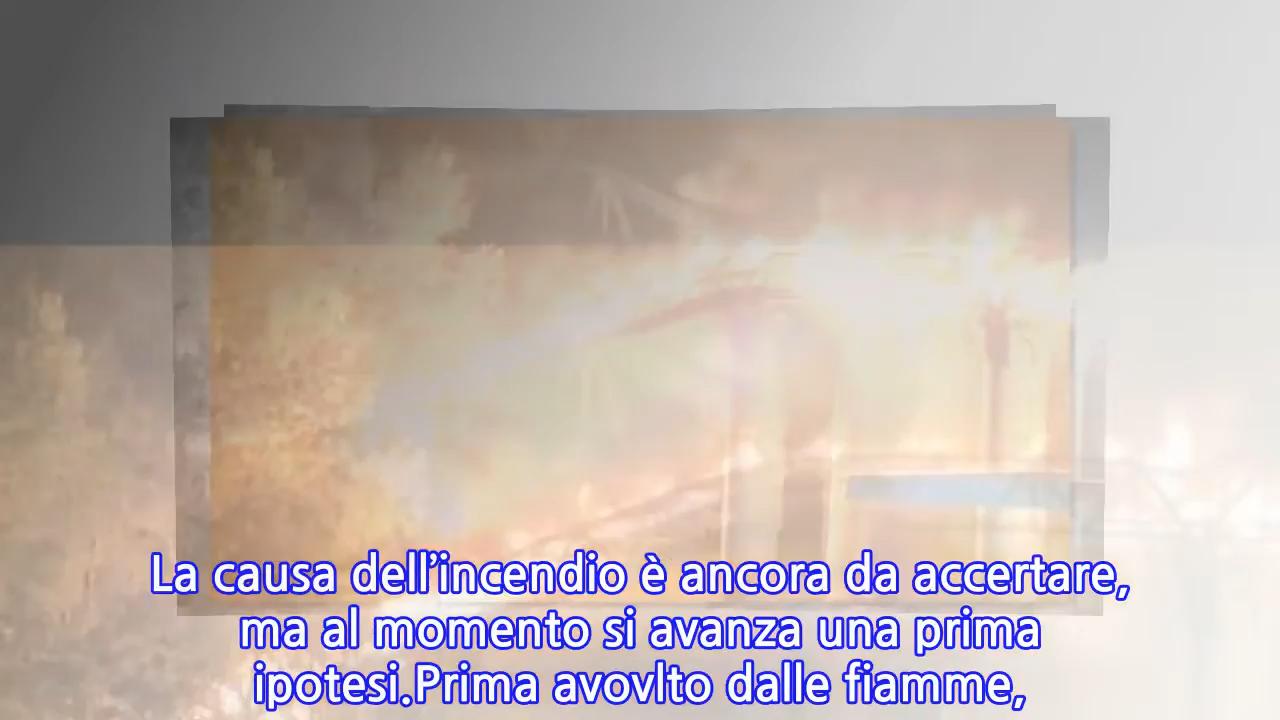 La causa dell’incendio è ancora da accertare,
ma al momento si avanza una prima
ipotesi.Prima avovlto dalle fiamme,